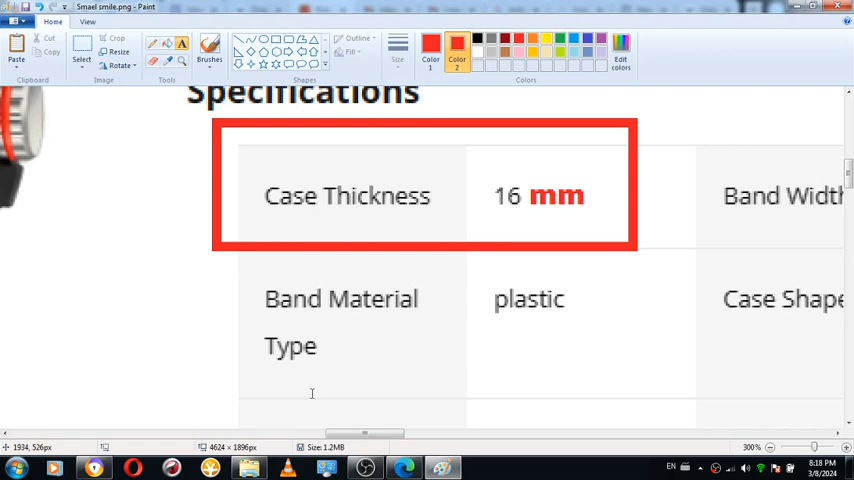 Smael smile.png - Paint
Home View
Paste
Cut
Copy
Clipboard
Select
Crop
Resize
Rotate
Image
Tools
Brushes
Outline
Fill
Shapes
Size
Color 1
Color 2
Colors
Edit colors
Specifications
Case Thickness 16 mm Band Width
Band Material Type plastic Case Shape
1934, 526px 4624 × 1896px Size: 1.2MB 300%
EN 8:18 PM
3/8/2024